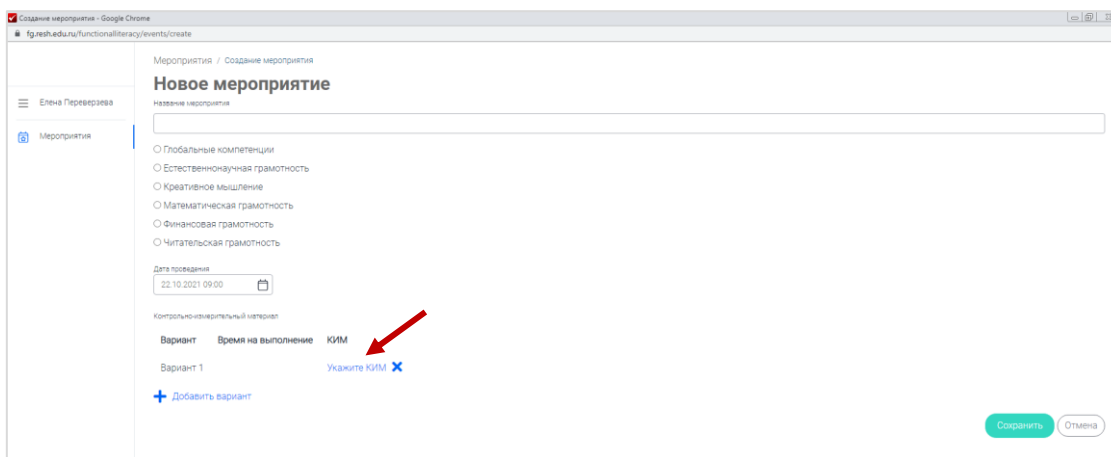 Создание мероприятия - Google Chrome
fg.resh.edu.ru/functionalliteracy/events/create
Мероприятия / Создание мероприятия
Новое мероприятие
Елена Переверзева
Название мероприятия
Мероприятия
Глобальные компетенции
Естественнонаучная грамотность
Креативное мышление
Математическая грамотность
Финансовая грамотность
Читательская грамотность
Дата проведения
22.10.2021 09:00
Контрольно-измерительный материал
Вариант Время на выполнение КИМ
Вариант 1 Укажите КИМ
Добавить вариант
Сохранить Отмена